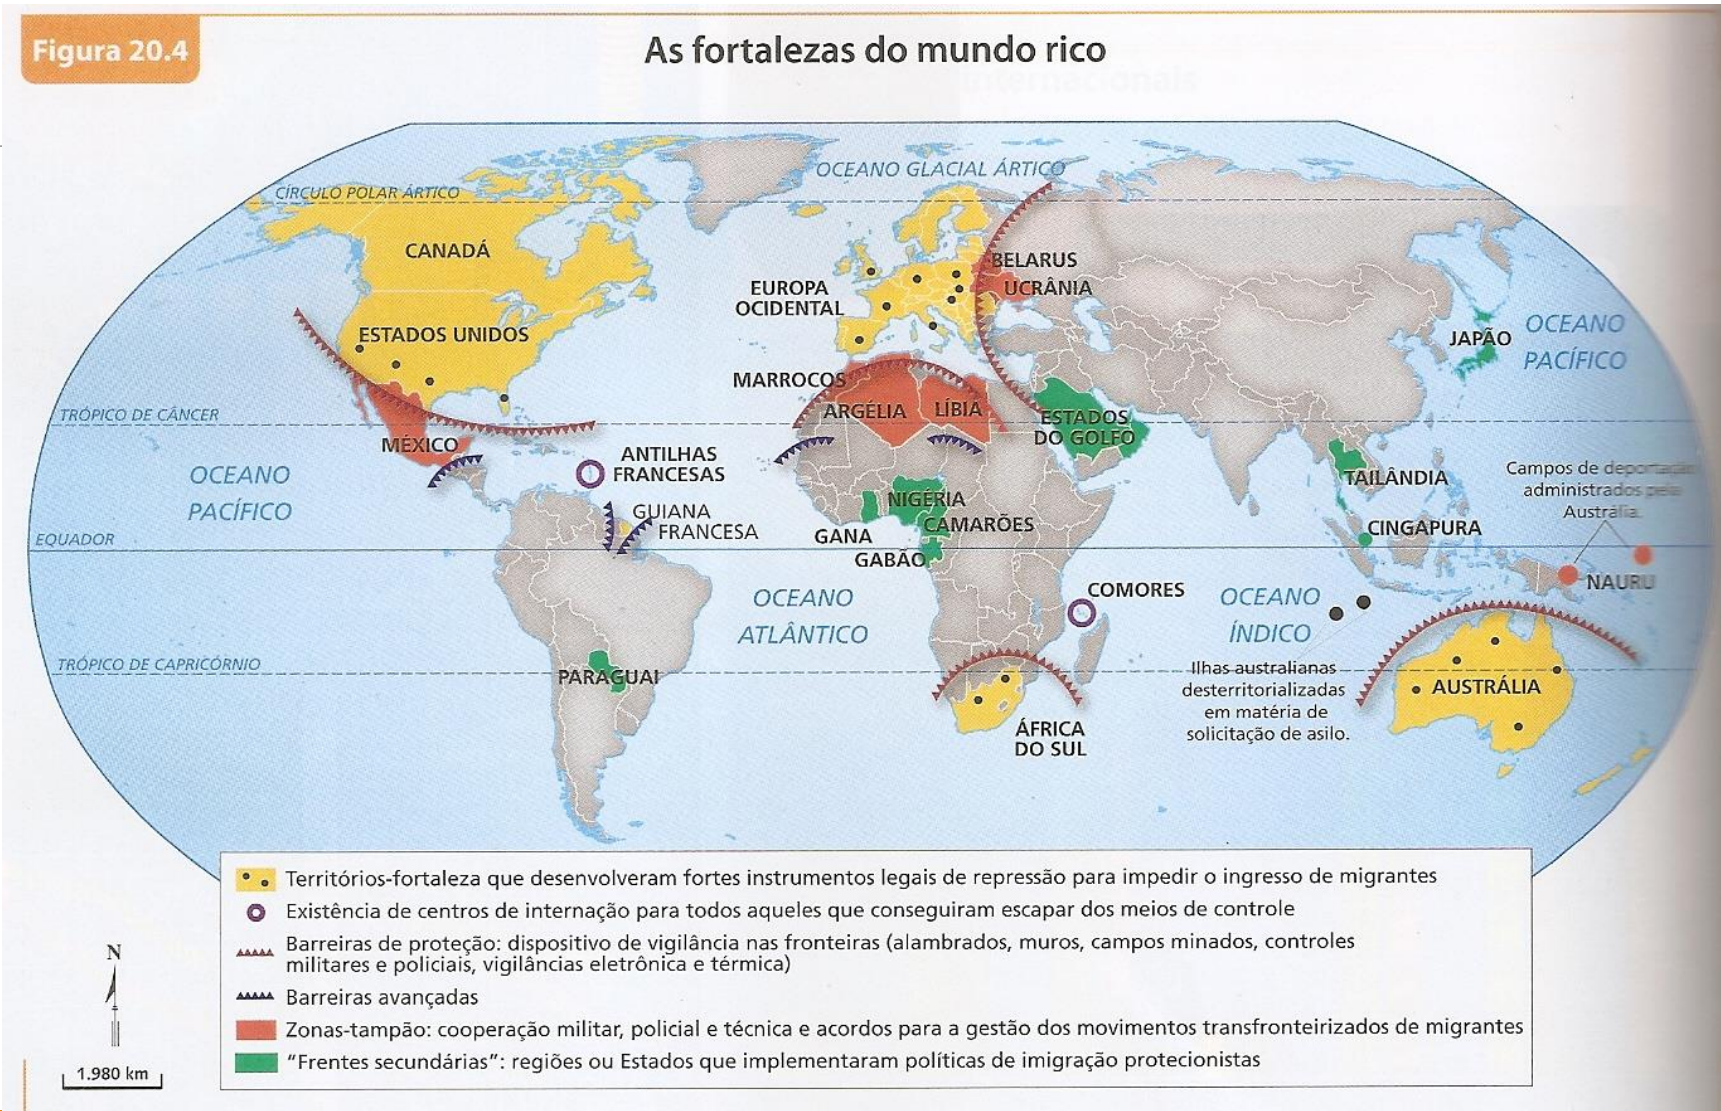 Figura 20.4
As fortalezas do mundo rico
OCEANO GLACIAL ÁRTICO
CÍRCULO POLAR ÁRTICO
CANADÁ
BELARUS
UCRÂNIA
EUROPA
OCIDENTAL
ESTADOS UNIDOS
JAPÃO
OCEANO
PACÍFICO
MARROCOS
ARGÉLIA
LÍBIA
ESTADOS
DO GOLFO
TRÓPICO DE CÂNCER
MÉXICO
ANTILHAS
FRANCESAS
OCEANO
PACÍFICO
TAILÂNDIA
Campos de deportação
administrados pela
Austrália.
NIGÉRIA
GUIANA
FRANCESA
CAMARÕES
GANA
GABÃO
CINGAPURA
EQUADOR
NAURU
COMORES
OCEANO
ATLÂNTICO
OCEANO
ÍNDICO
TRÓPICO DE CAPRICÓRNIO
PARAGUAI
Ilhas australianas
desterritorializadas
em matéria de
solicitação de asilo.
AUSTRÁLIA
ÁFRICA
DO SUL
Territórios-fortaleza que desenvolveram fortes instrumentos legais de repressão para impedir o ingresso de migrantes
Existência de centros de internação para todos aqueles que conseguiram escapar dos meios de controle
Barreiras de proteção: dispositivo de vigilância nas fronteiras (alambrados, muros, campos minados, controles
militares e policiais, vigilâncias eletrônica e térmica)
Barreiras avançadas
Zonas-tampão: cooperação militar, policial e técnica e acordos para a gestão dos movimentos transfronteirizados de migrantes
"Frentes secundárias": regiões ou Estados que implementaram políticas de imigração protecionistas
N
1.980 km